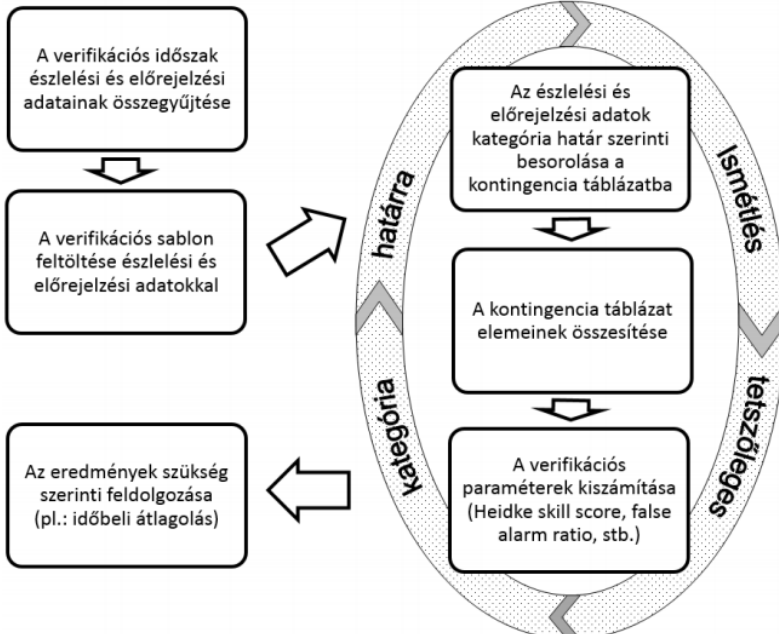 A verifikációs időszak
észlelési és előrejelzési
adatainak összegyűjtése
A verifikációs sablon
feltöltése észlelési és
előrejelzési adatokkal
Az észlelési és
előrejelzési adatok
kategória határ szerinti
besorolása a
kontingencia táblázatba
A kontingencia táblázat
elemeinek összesítése
A verifikációs
paraméterek kiszámítása
(Heidke skill score, false
alarm ratio, stb.)
Ismétlés
tetszőleges
kategória
határra
Az eredmények szükség
szerinti feldolgozása
(pl.: időbeli átlagolás)